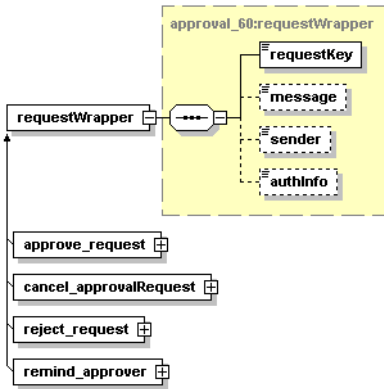 approval_60:requestWrapper
requestKey
message
requestWrapper
sender
authInfo
approve_request
cancel_approvalRequest
reject_request
remind_approver